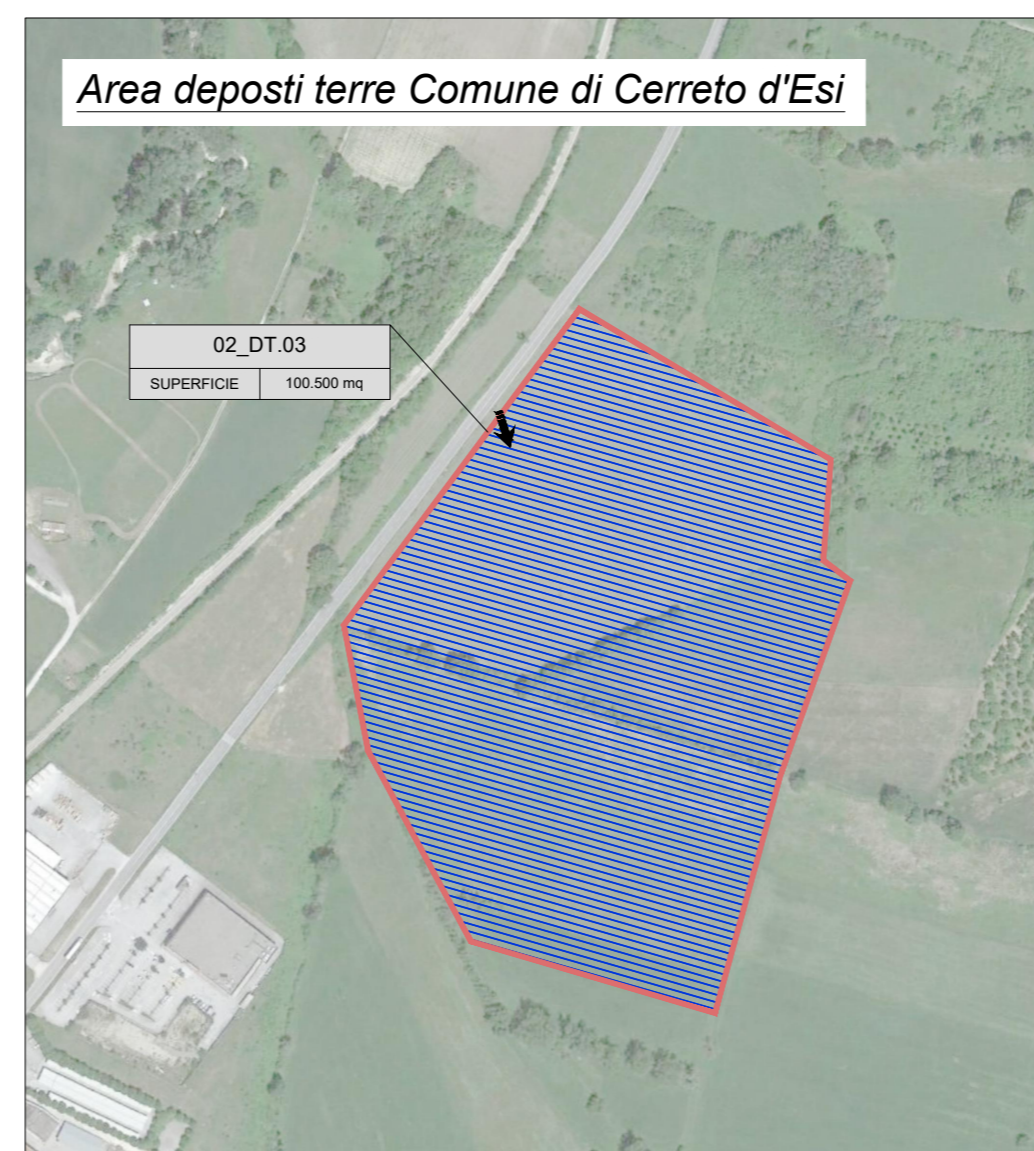 Area deposti terre Comune di Cerreto d'Esi
02_DT.03
SUPERFICIE 100.500 mq